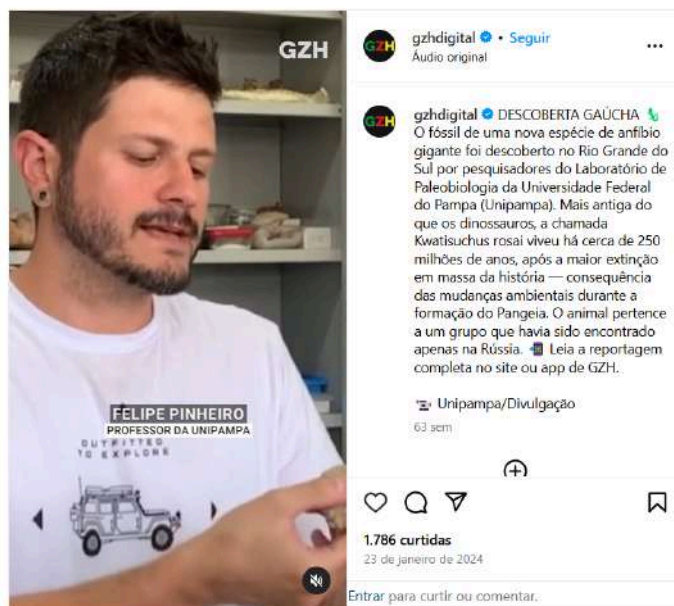 GZH
FELIPE PINHEIRO
PROFESSOR DA UNIPAMPA
OUTFITTED
TO EXPLORE
GZH
gzhdigital • Seguir
Áudio original
GZH
gzhdigital DESCOBERTA GAÚCHA
O fóssil de uma nova espécie de anfíbio
gigante foi descoberto no Rio Grande do
Sul por pesquisadores do Laboratório de
Paleobiologia da Universidade Federal
do Pampa (Unipampa). Mais antiga do
que os dinossauros, a chamada
Kwatisuchus rosai viveu há cerca de 250
milhões de anos, após a maior extinção
em massa da história — consequência
das mudanças ambientais durante a
formação do Pangeia. O animal pertence
a um grupo que havia sido encontrado
apenas na Rússia. Leia a reportagem
completa no site ou app de GZH.
Unipampa/Divulgação
63 sem
1.786 curtidas
23 de janeiro de 2024
Entrar para curtir ou comentar.